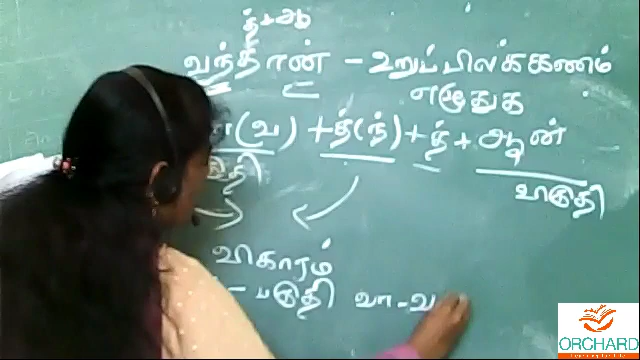 த்+ஆ
வந்தான் - உறுப்பிலக்கணம்
எழுதுக
(வ) + த்(ந்) + த் + ஆன்
விகுதி
விகாரம்
- பகுதி வா - வ
ORCHARD